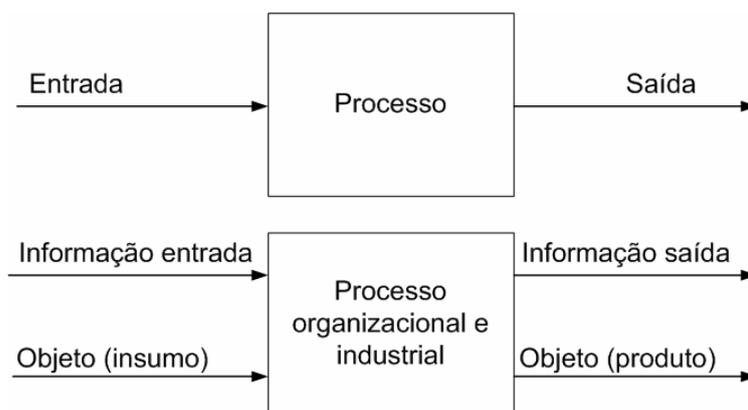 Entrada
Processo
Saída
Informação entrada
Informação saída
Processo
organizacional e
industrial
Objeto (insumo)
Objeto (produto)